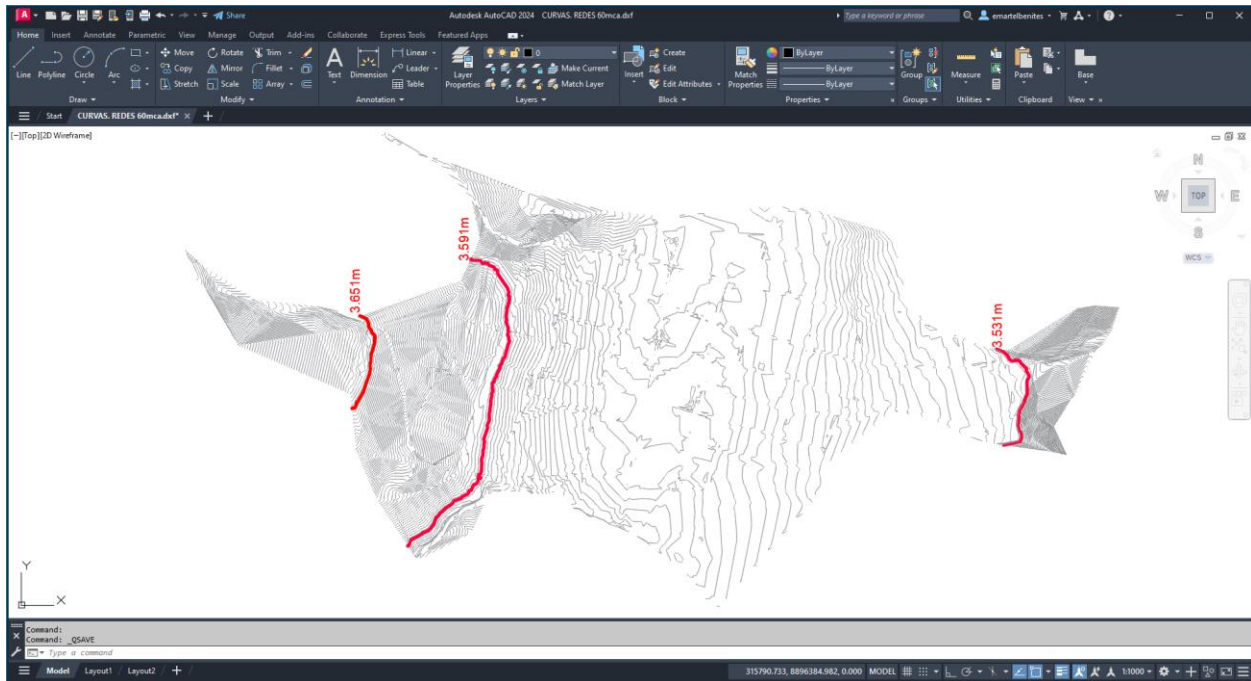 Share
Autodesk AutoCAD 2024 CURVAS. REDES 60mca.dxf
Type a keyword or phrase
emartelbenites
Home Insert Annotate Parametric View Manage Output Add-ins Collaborate Express Tools Featured Apps
Line Polyline Circle Arc
Move Rotate Trim
Copy Mirror Fillet
Stretch Scale Array
Text Dimension
Linear
Leader
Table
Layer Properties
0
Make Current
Match Layer
Insert
Create
Edit
Edit Attributes
Match Properties
ByLayer
ByLayer
ByLayer
Group
Measure
Paste
Base
Draw Modify Annotation Layers Block Properties Groups Utilities Clipboard View
Start CURVAS. REDES 60mca.dxf*
[−][Top][2D Wireframe]
N
W TOP E
S
WCS
3.591m
3.651m
3.531m
Y
X
Command:
Command: _QSAVE
Type a command
Model Layout1 Layout2 +
315790.733, 8896384.982, 0.000 MODEL 1:1000